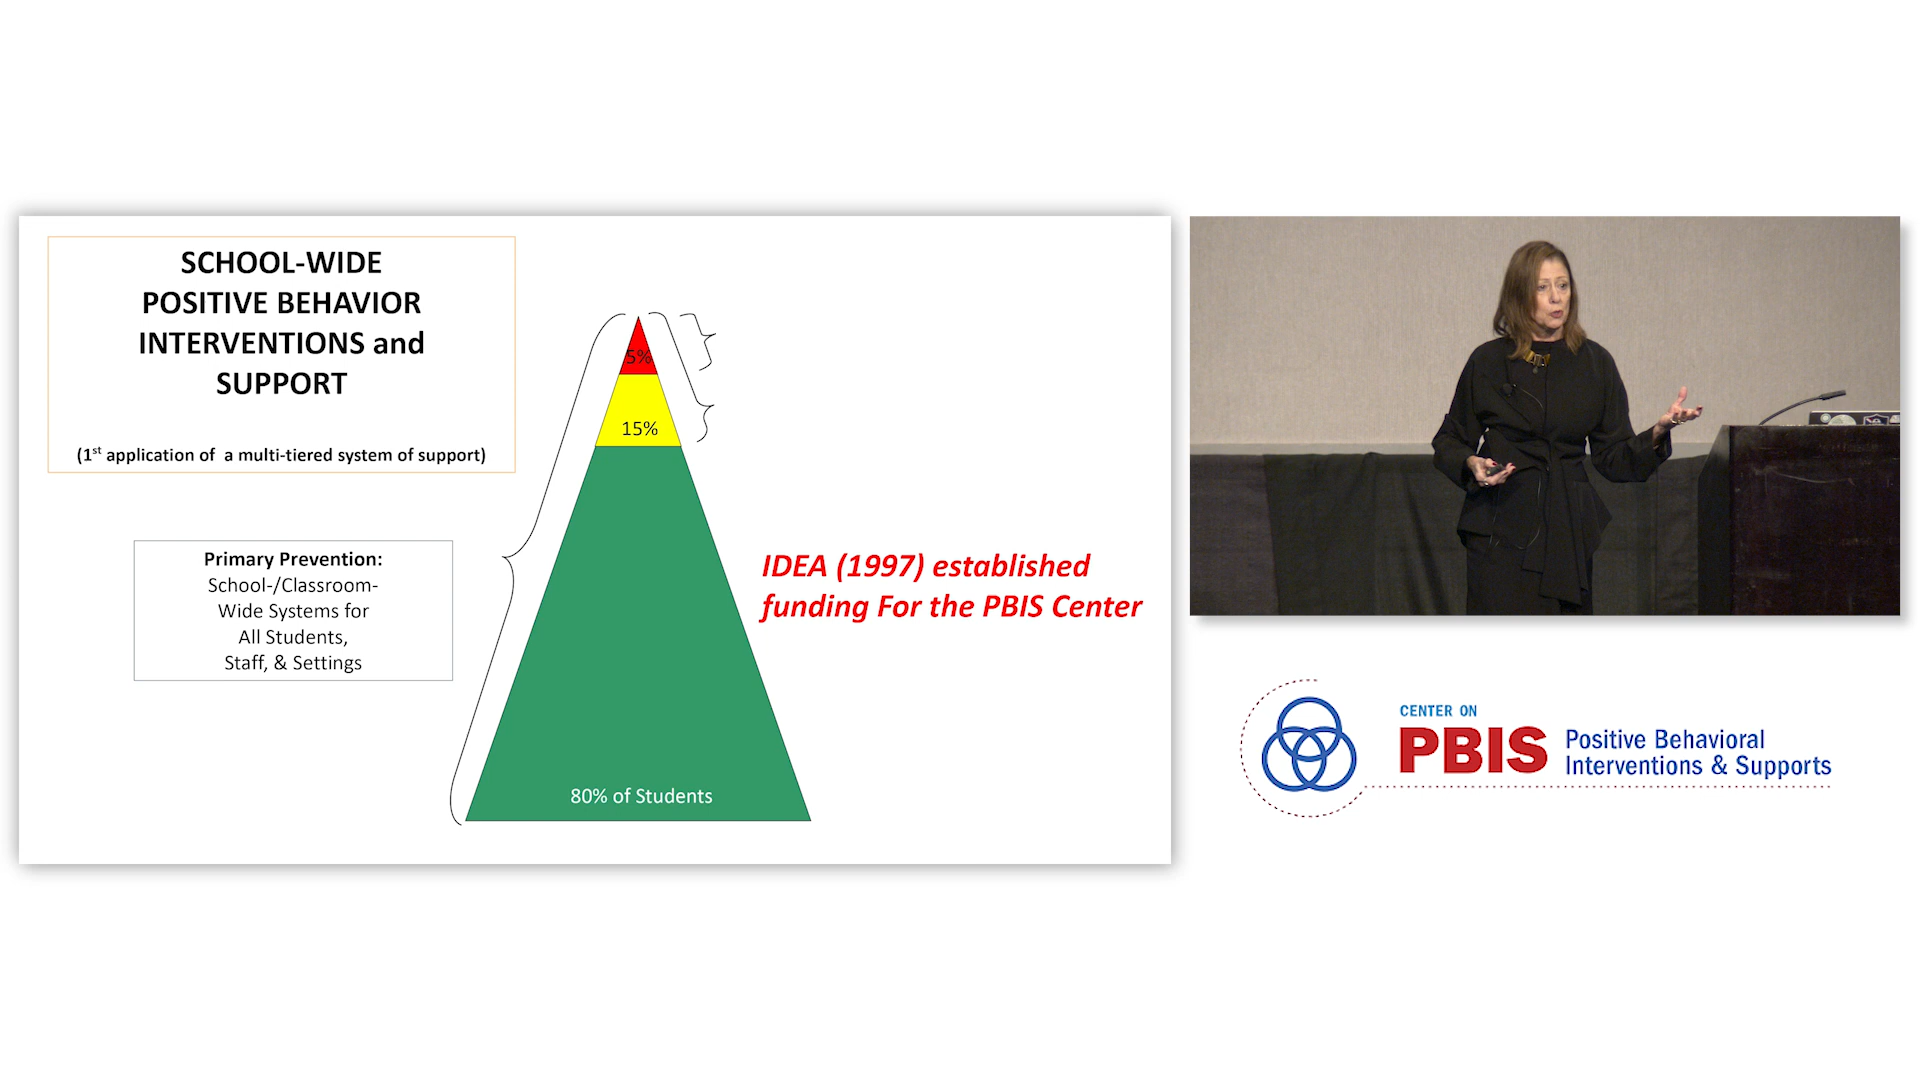 SCHOOL-WIDE
POSITIVE BEHAVIOR
INTERVENTIONS and
SUPPORT
(1st application of a multi-tiered system of support)
5%
15%
Primary Prevention:
School-/Classroom-
Wide Systems for
All Students,
Staff, & Settings
IDEA (1997) established
funding For the PBIS Center
80% of Students
CENTER ON
PBIS
Positive Behavioral
Interventions & Supports